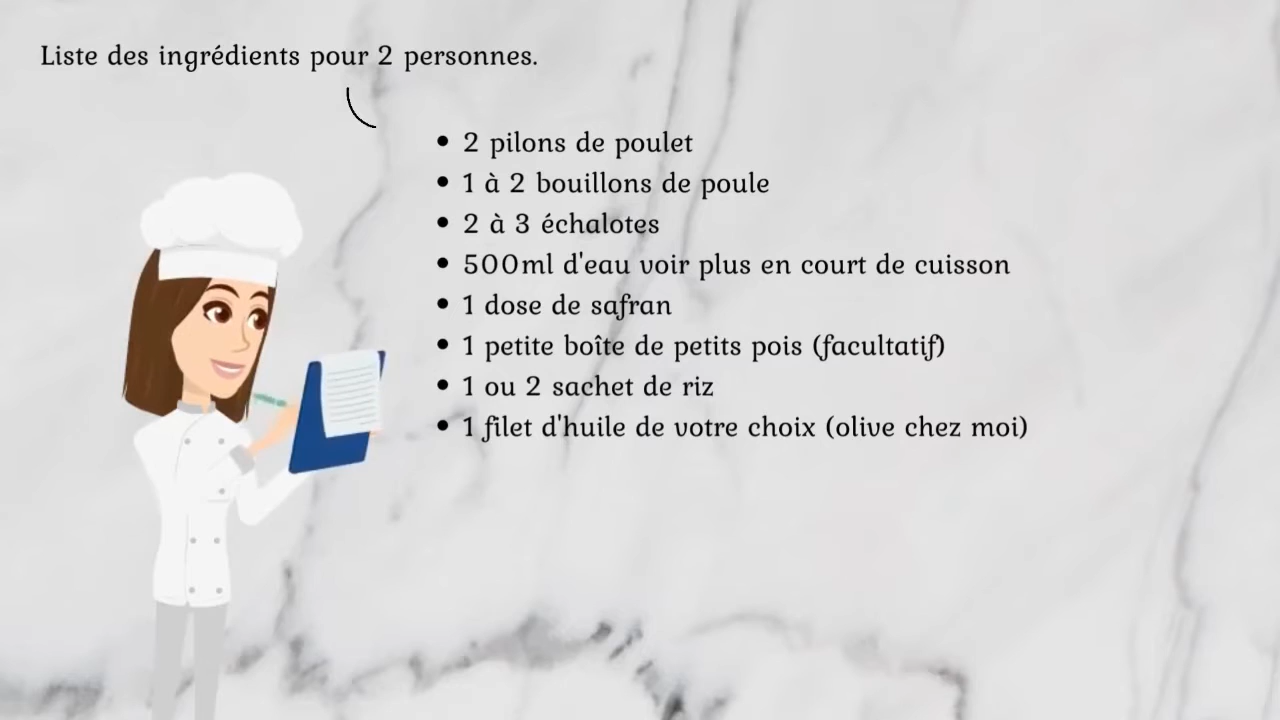 Liste des ingrédients pour 2 personnes.
• 2 pilons de poulet
• 1 à 2 bouillons de poule
• 2 à 3 échalotes
• 500ml d'eau voir plus en court de cuisson
• 1 dose de safran
• 1 petite boîte de petits pois (facultatif)
• 1 ou 2 sachet de riz
• 1 filet d'huile de votre choix (olive chez moi)